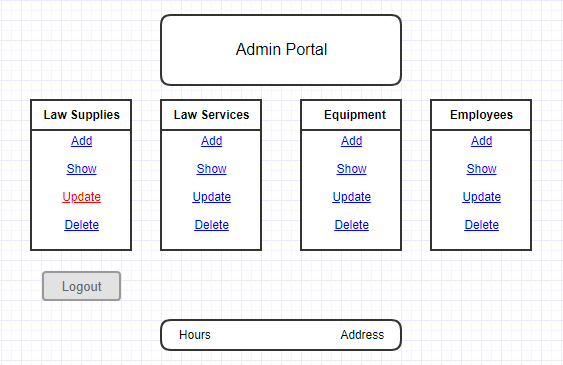 Admin Portal
Law Supplies
Add
Show
Update
Delete
Law Services
Add
Show
Update
Delete
Equipment
Add
Show
Update
Delete
Employees
Add
Show
Update
Delete
Logout
Hours
Address